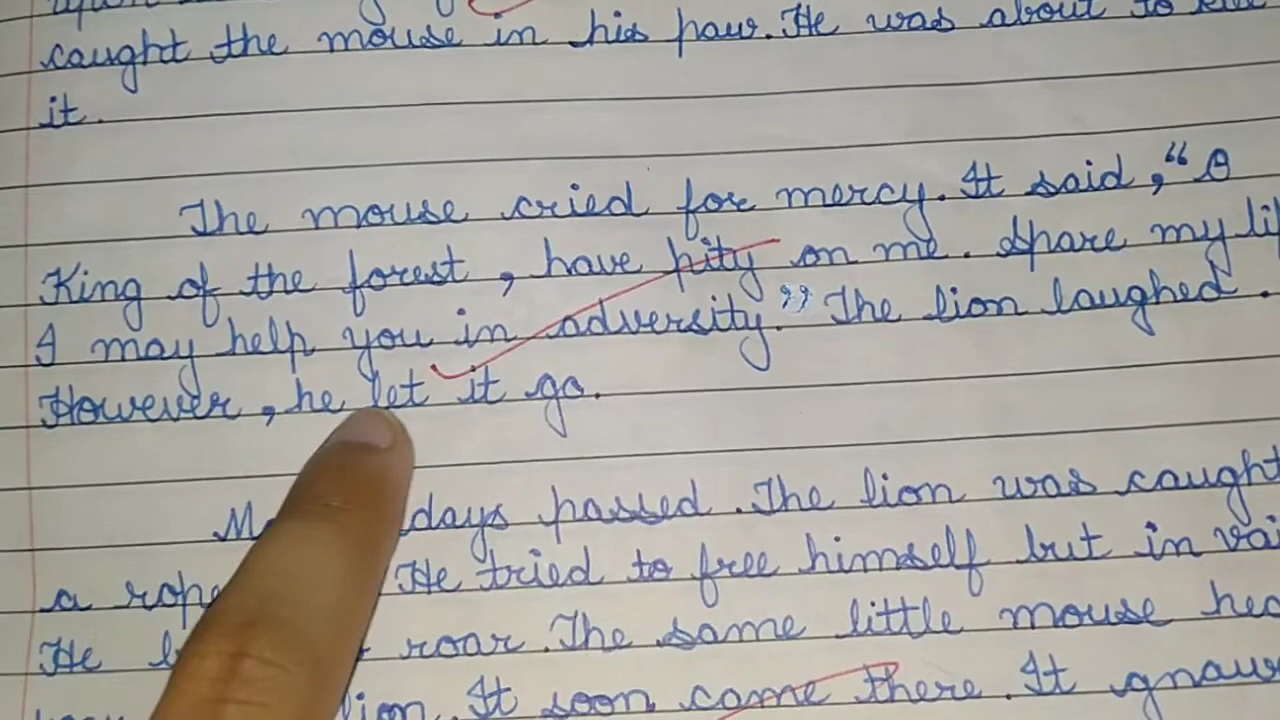 upon
caught the mouse in his paw. He was about to kill
it.
The mouse cried for mercy. It said, "O
King of the forest, have pity on me. Spare my
I may help you in adversity." The lion laughed.
However, he let it go.
days passed. The lion was caught
a He tried to free himself but in
He roar. The same little mouse
lion. It soon came there. It